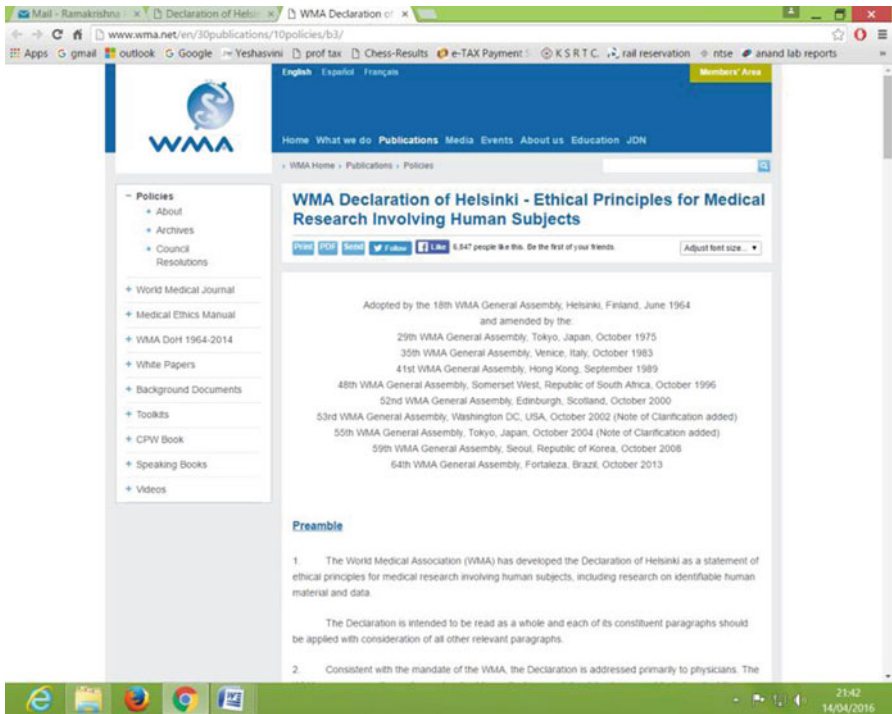 Mail - Ramakrishna
Declaration of Helsin
WMA Declaration of
www.wma.net/en/30publications/10policies/b3/
Apps
gmail
outlook
Google
Yeshasvini
prof tax
Chess-Results
e-TAX Payment
K S R T C
rail reservation
ntse
anand lab reports
WMA
English Español Français
Members' Area
Home What we do Publications Media Events About us Education JDN
WMA Home › Publications › Policies
− Policies
About
Archives
Council
Resolutions
+ World Medical Journal
+ Medical Ethics Manual
+ WMA DoH 1964-2014
+ White Papers
+ Background Documents
+ Toolkits
+ CPW Book
+ Speaking Books
+ Videos
WMA Declaration of Helsinki - Ethical Principles for Medical
Research Involving Human Subjects
Print PDF Send Follow Like 6,847 people like this. Be the first of your friends.
Adjust font size...
Adopted by the 18th WMA General Assembly, Helsinki, Finland, June 1964
and amended by the:
29th WMA General Assembly, Tokyo, Japan, October 1975
35th WMA General Assembly, Venice, Italy, October 1983
41st WMA General Assembly, Hong Kong, September 1989
48th WMA General Assembly, Somerset West, Republic of South Africa, October 1996
52nd WMA General Assembly, Edinburgh, Scotland, October 2000
53rd WMA General Assembly, Washington DC, USA, October 2002 (Note of Clarification added)
55th WMA General Assembly, Tokyo, Japan, October 2004 (Note of Clarification added)
59th WMA General Assembly, Seoul, Republic of Korea, October 2008
64th WMA General Assembly, Fortaleza, Brazil, October 2013
Preamble
1. The World Medical Association (WMA) has developed the Declaration of Helsinki as a statement of
ethical principles for medical research involving human subjects, including research on identifiable human
material and data.
The Declaration is intended to be read as a whole and each of its constituent paragraphs should
be applied with consideration of all other relevant paragraphs.
2. Consistent with the mandate of the WMA, the Declaration is addressed primarily to physicians. The
21:42
14/04/2016